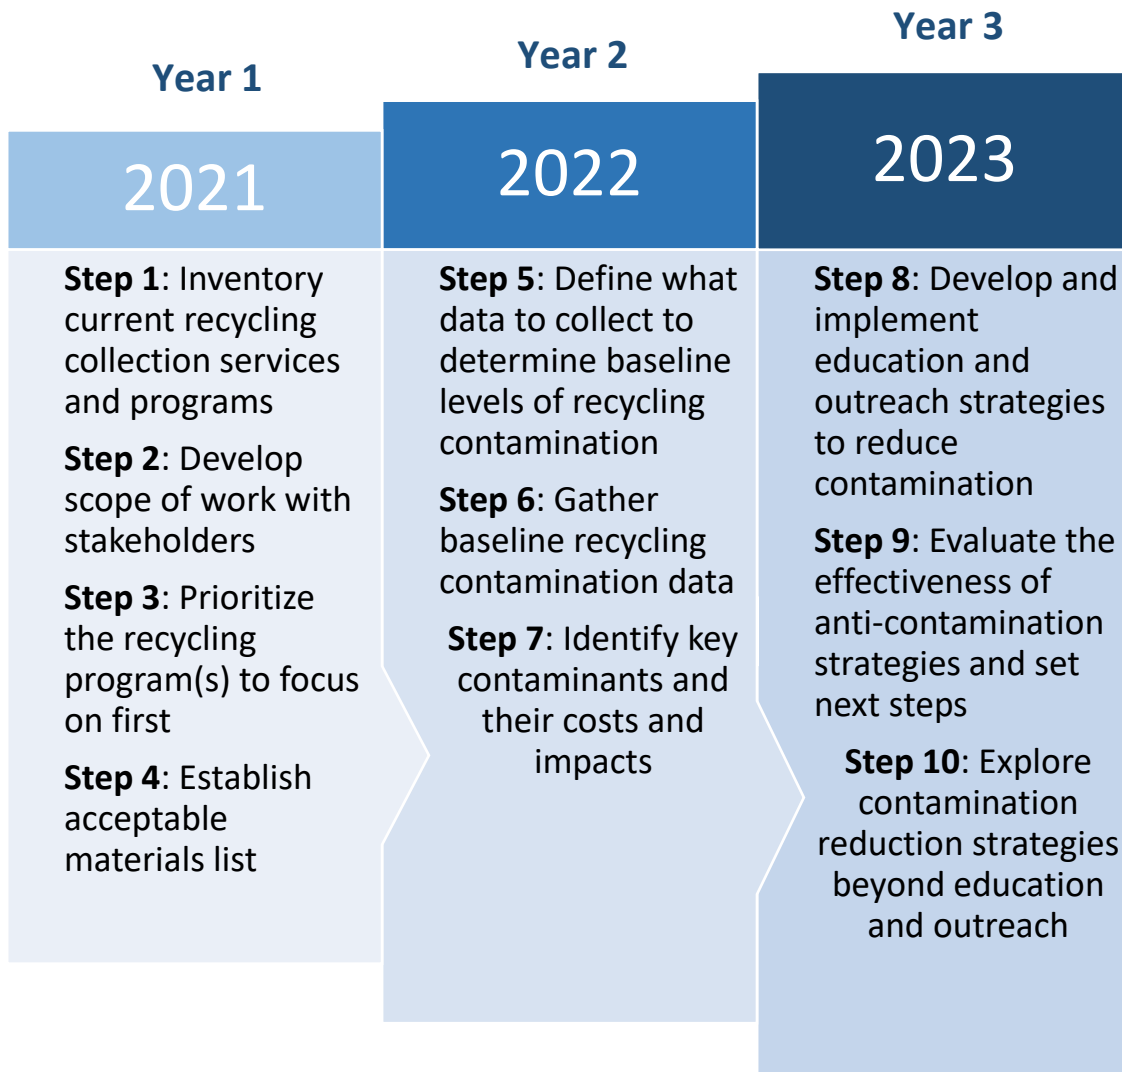 Year 1
2021
Step 1: Inventory
current recycling
collection services
and programs
Step 2: Develop
scope of work with
stakeholders
Step 3: Prioritize
the recycling
program(s) to focus
on first
Step 4: Establish
acceptable
materials list
Year 2
2022
Step 5: Define what
data to collect to
determine baseline
levels of recycling
contamination
Step 6: Gather
baseline recycling
contamination data
Step 7: Identify key
contaminants and
their costs and
impacts
Year 3
2023
Step 8: Develop and
implement
education and
outreach strategies
to reduce
contamination
Step 9: Evaluate the
effectiveness of
anti-contamination
strategies and set
next steps
Step 10: Explore
contamination
reduction strategies
beyond education
and outreach